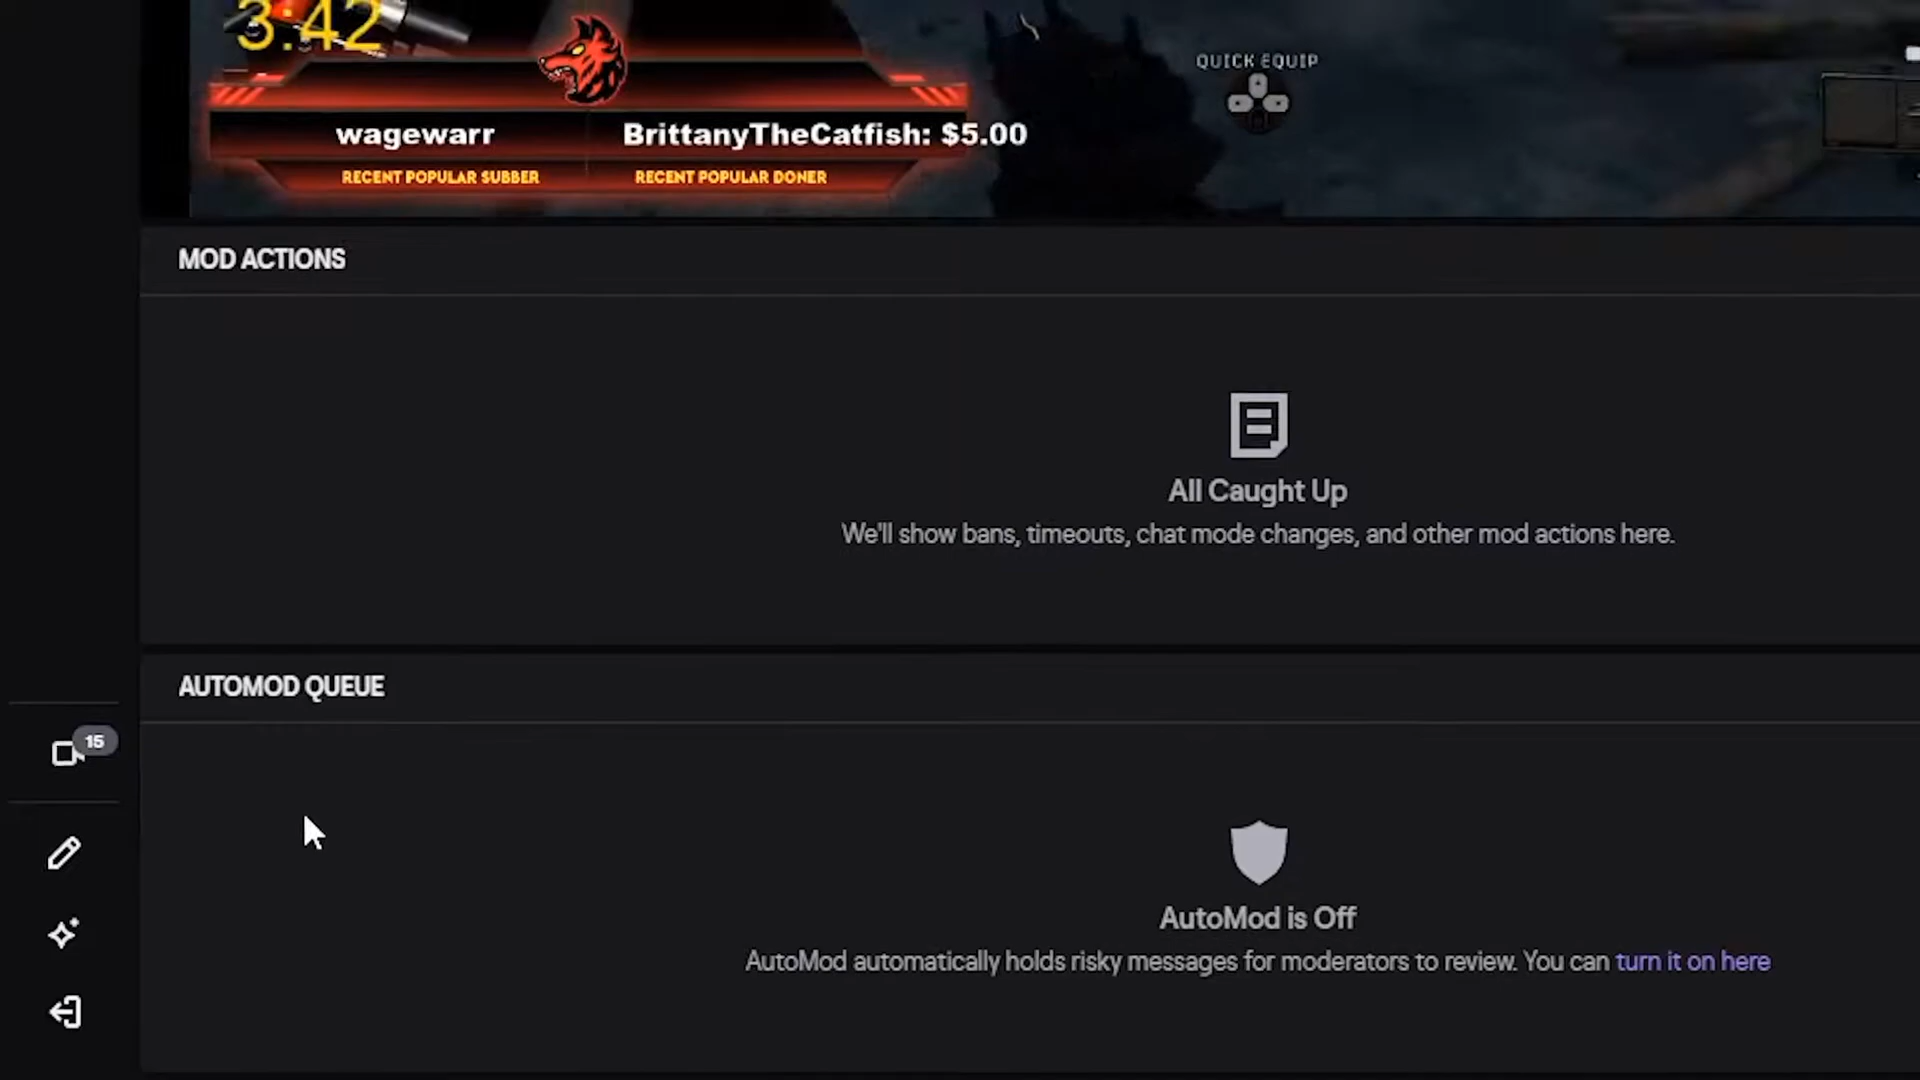 3.42
QUICK EQUIP
wagewarr BrittanyTheCatfish: $5.00
RECENT POPULAR SUBBER RECENT POPULAR DONER
MOD ACTIONS
All Caught Up
We'll show bans, timeouts, chat mode changes, and other mod actions here.
AUTOMOD QUEUE
15
AutoMod is Off
AutoMod automatically holds risky messages for moderators to review. You can turn it on here